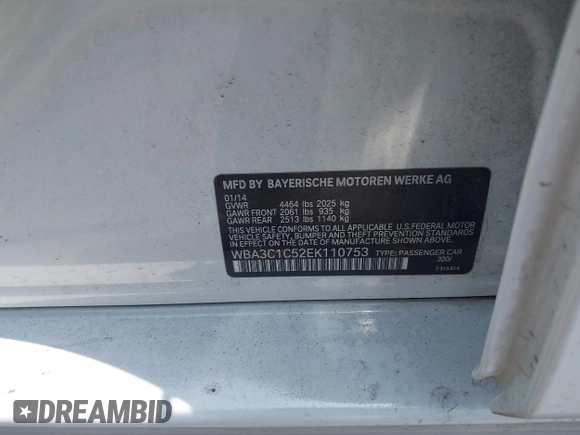 MFD BY BAYERISCHE MOTOREN WERKE AG
01/14
GVWR 4464 lbs 2025 kg
GAWR FRONT 2061 lbs 935 kg
GAWR REAR 2513 lbs 1140 kg
THIS VEHICLE CONFORMS TO ALL APPLICABLE U.S. FEDERAL MOTOR
VEHICLE SAFETY, BUMPER, AND THEFT PREVENTION STANDARDS
IN EFFECT ON THE DATE OF MANUFACTURE SHOWN ABOVE.
WBA3C1C52EK110753 TYPE: PASSENGER CAR
300/
DREAMBID